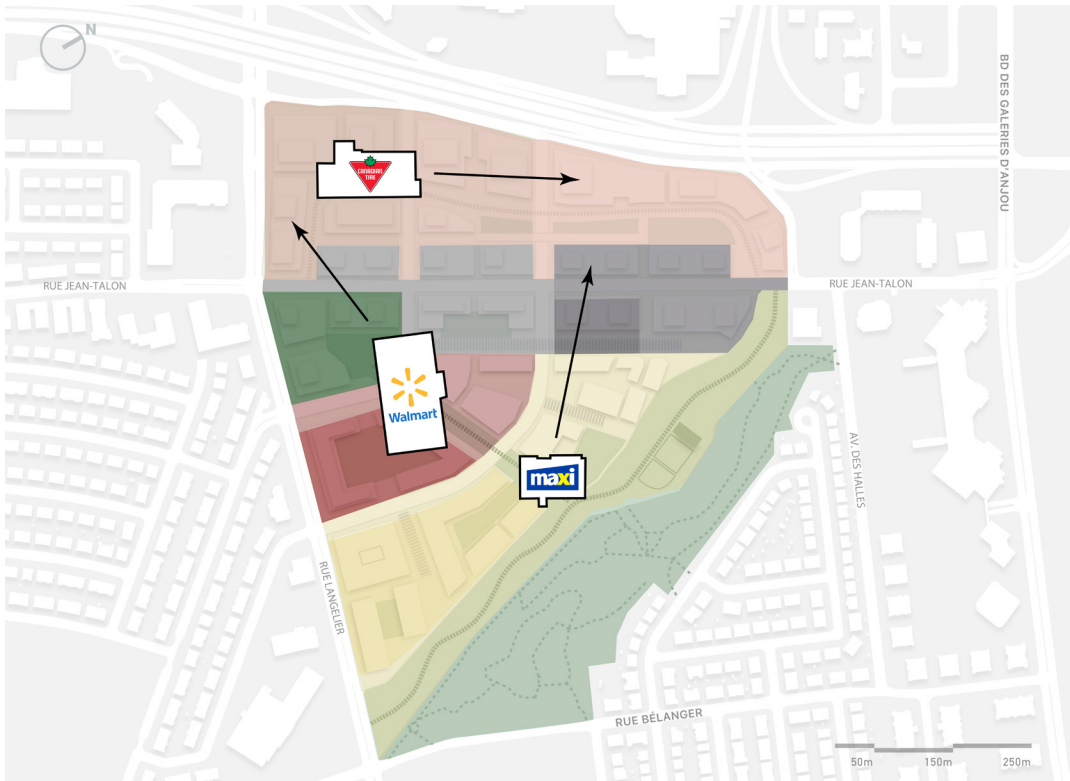 N
BD DES GALERIES D'ANJOU
CANADIAN
TIRE
RUE JEAN-TALON
RUE JEAN-TALON
Walmart
maxi
AV. DES HALLES
RUE LANGELIER
RUE BÉLANGER
50m 150m 250m